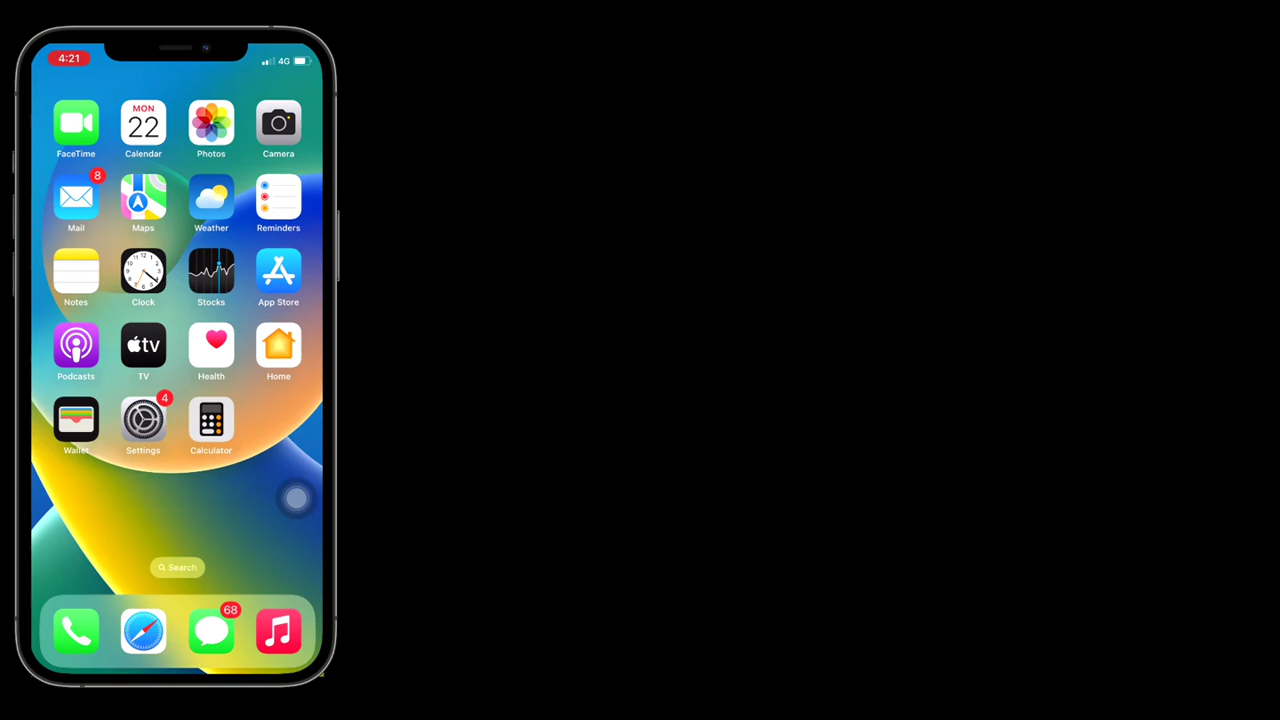 4:21
4G
MON
22
FaceTime
Calendar
Photos
Camera
8
Mail
Maps
Weather
Reminders
Notes
Clock
Stocks
App Store
tv
Podcasts
TV
Health
Home
4
Wallet
Settings
Calculator
Search
68